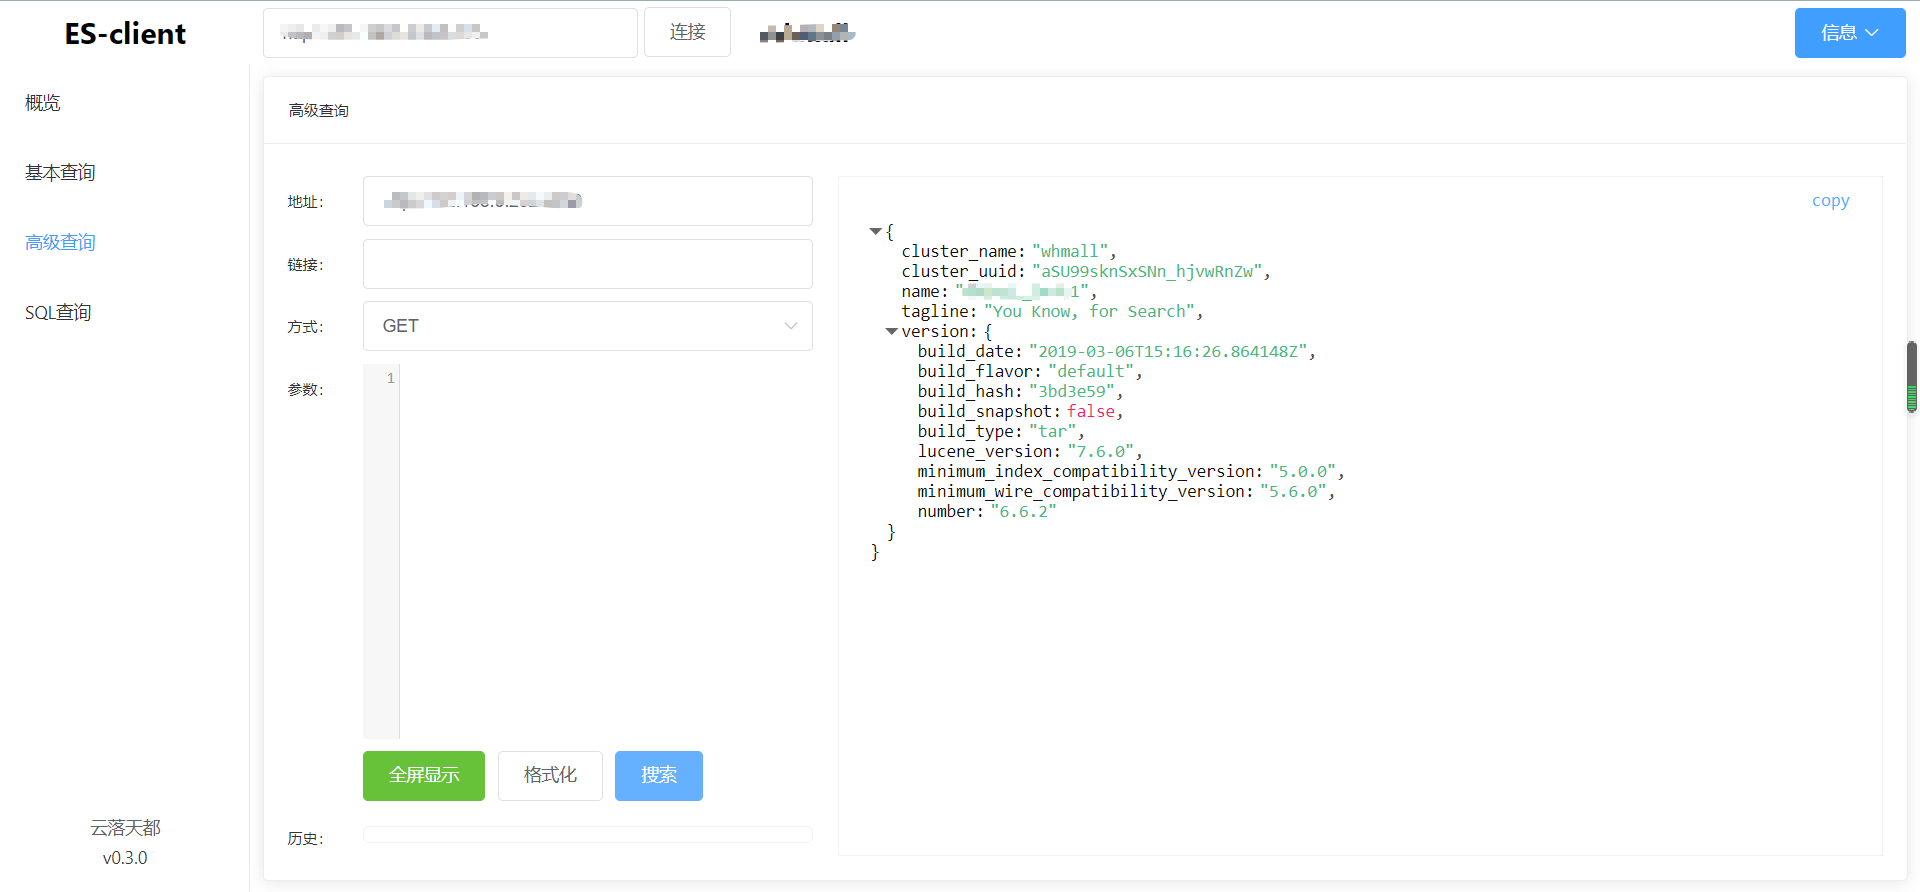 ES-client
连接
信息
概览
基本查询
高级查询
SQL查询
云落天都
v0.3.0
高级查询
地址：
链接：
方式：
GET
参数：
1
全屏显示
格式化
搜索
历史：
copy
{
cluster_name: "whmall",
cluster_uuid: "aSU99sknSxSNn_hjvwRnZw",
name: "1",
tagline: "You Know, for Search",
version: {
build_date: "2019-03-06T15:16:26.864148Z",
build_flavor: "default",
build_hash: "3bd3e59",
build_snapshot: false,
build_type: "tar",
lucene_version: "7.6.0",
minimum_index_compatibility_version: "5.0.0",
minimum_wire_compatibility_version: "5.6.0",
number: "6.6.2"
}
}